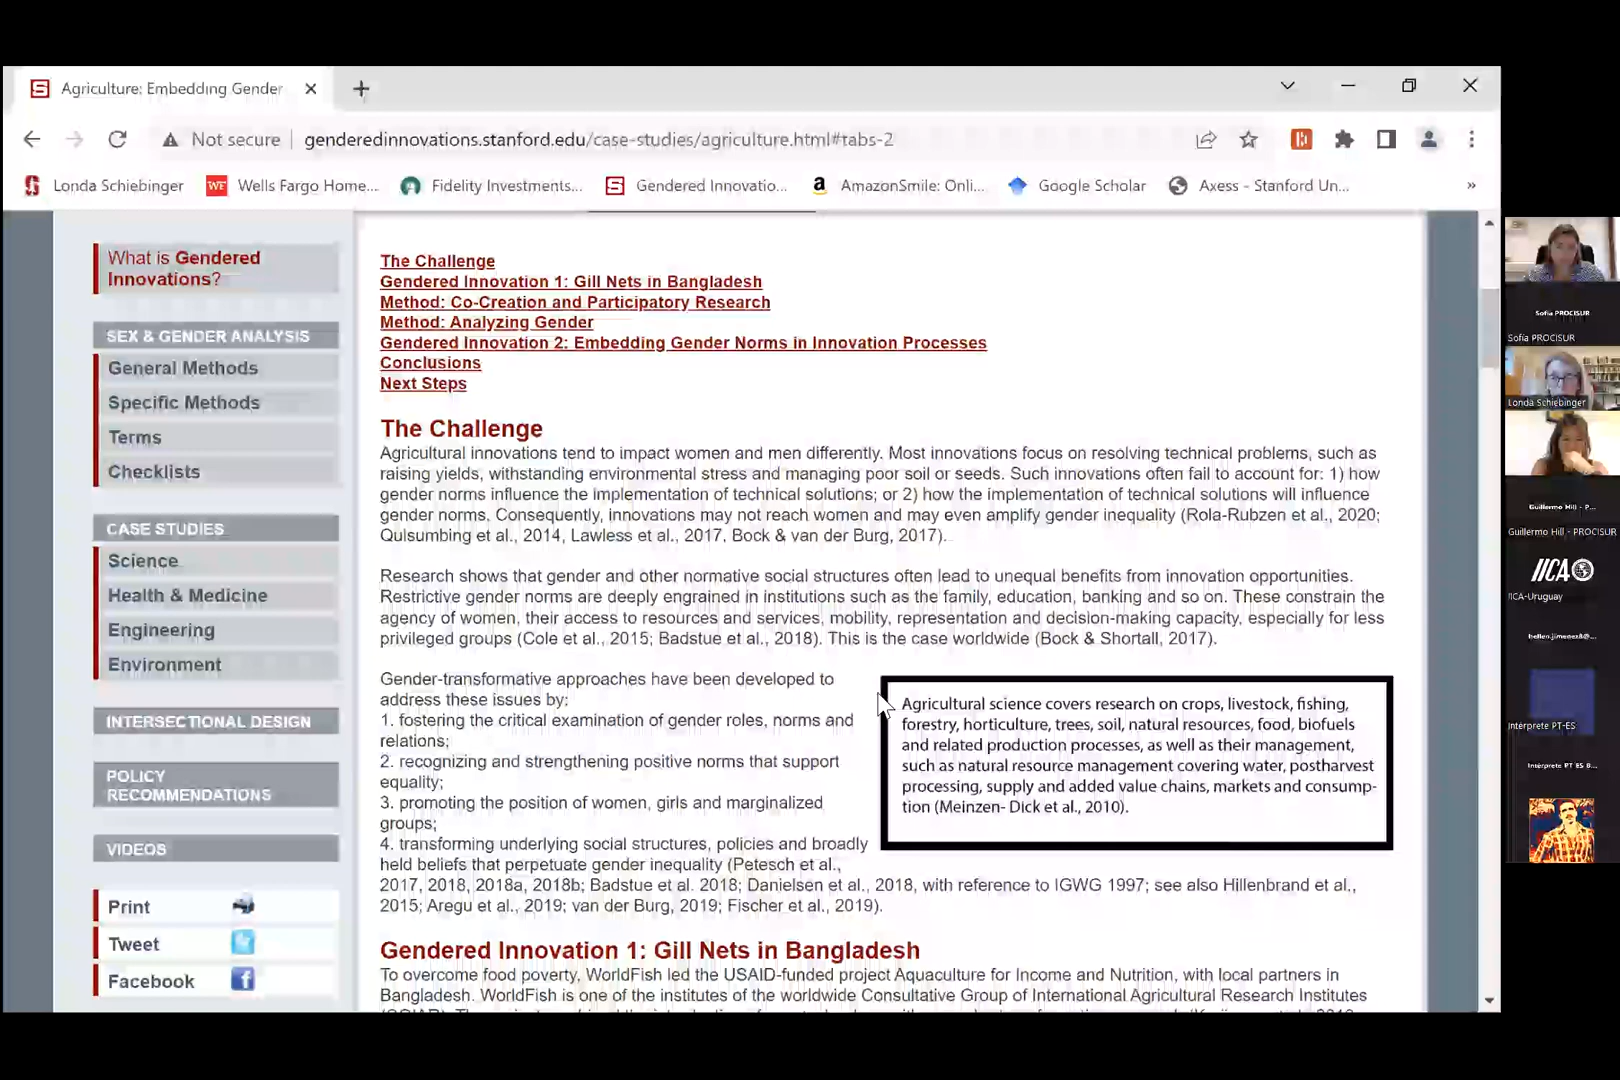 Agriculture: Embedding Gender
Not secure
genderedinnovations.stanford.edu/case-studies/agriculture.html#tabs-2
Londa Schiebinger
WF
Wells Fargo Home...
Fidelity Investments...
Gendered Innovatio...
AmazonSmile: Onli...
Google Scholar
Axess - Stanford Un...
»
What is Gendered
Innovations?
SEX & GENDER ANALYSIS
General Methods
Specific Methods
Terms
Checklists
CASE STUDIES
Science
Health & Medicine
Engineering
Environment
INTERSECTIONAL DESIGN
POLICY
RECOMMENDATIONS
VIDEOS
Print
Tweet
Facebook
The Challenge
Gendered Innovation 1: Gill Nets in Bangladesh
Method: Co-Creation and Participatory Research
Method: Analyzing Gender
Gendered Innovation 2: Embedding Gender Norms in Innovation Processes
Conclusions
Next Steps
The Challenge
Agricultural innovations tend to impact women and men differently. Most innovations focus on resolving technical problems, such as
raising yields, withstanding environmental stress and managing poor soil or seeds. Such innovations often fail to account for: 1) how
gender norms influence the implementation of technical solutions; or 2) how the implementation of technical solutions will influence
gender norms. Consequently, innovations may not reach women and may even amplify gender inequality (Rola-Rubzen et al., 2020;
Quisumbing et al., 2014, Lawless et al., 2017, Bock & van der Burg, 2017).
Research shows that gender and other normative social structures often lead to unequal benefits from innovation opportunities.
Restrictive gender norms are deeply engrained in institutions such as the family, education, banking and so on. These constrain the
agency of women, their access to resources and services, mobility, representation and decision-making capacity, especially for less
privileged groups (Cole et al., 2015; Badstue et al., 2018). This is the case worldwide (Bock & Shortall, 2017).
Gender-transformative approaches have been developed to
address these issues by:
1. fostering the critical examination of gender roles, norms and
relations;
2. recognizing and strengthening positive norms that support
equality;
3. promoting the position of women, girls and marginalized
groups;
4. transforming underlying social structures, policies and broadly
held beliefs that perpetuate gender inequality (Petesch et al.,
2017, 2018, 2018a, 2018b; Badstue et al. 2018; Danielsen et al., 2018, with reference to IGWG 1997; see also Hillenbrand et al.,
2015; Aregu et al., 2019; van der Burg, 2019; Fischer et al., 2019).
Agricultural science covers research on crops, livestock, fishing,
forestry, horticulture, trees, soil, natural resources, food, biofuels
and related production processes, as well as their management,
such as natural resource management covering water, postharvest
processing, supply and added value chains, markets and consump-
tion (Meinzen- Dick et al., 2010).
Gendered Innovation 1: Gill Nets in Bangladesh
To overcome food poverty, WorldFish led the USAID-funded project Aquaculture for Income and Nutrition, with local partners in
Bangladesh. WorldFish is one of the institutes of the worldwide Consultative Group of International Agricultural Research Institutes
Sofia PROCISUR
Sofia PROCISUR
Londa Schiebinger
Guillermo Hill - P...
Guillermo Hill - PROCISUR
IICA
IICA-Uruguay
hellen.jimenez8@...
Intérprete PT-ES
Intérprete PT ES B...